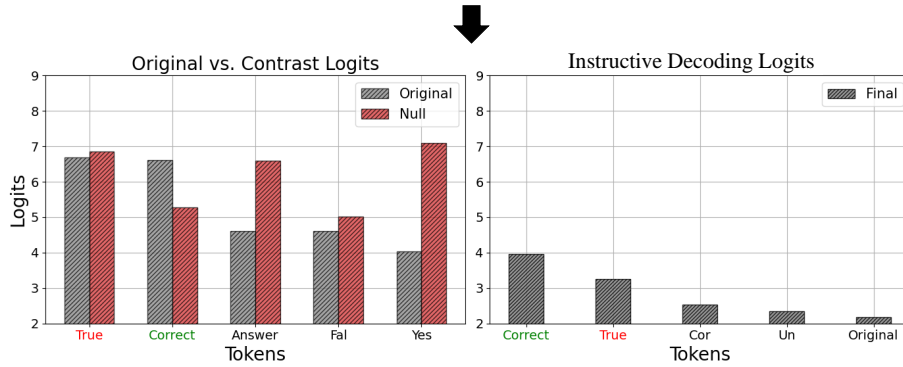 Original vs. Contrast Logits
Original
Null
9
8
7
6
5
4
3
2
Logits
True Correct Answer Fal Yes
Tokens
Instructive Decoding Logits
Final
9
8
7
6
5
4
3
2
Correct True Cor Un Original
Tokens